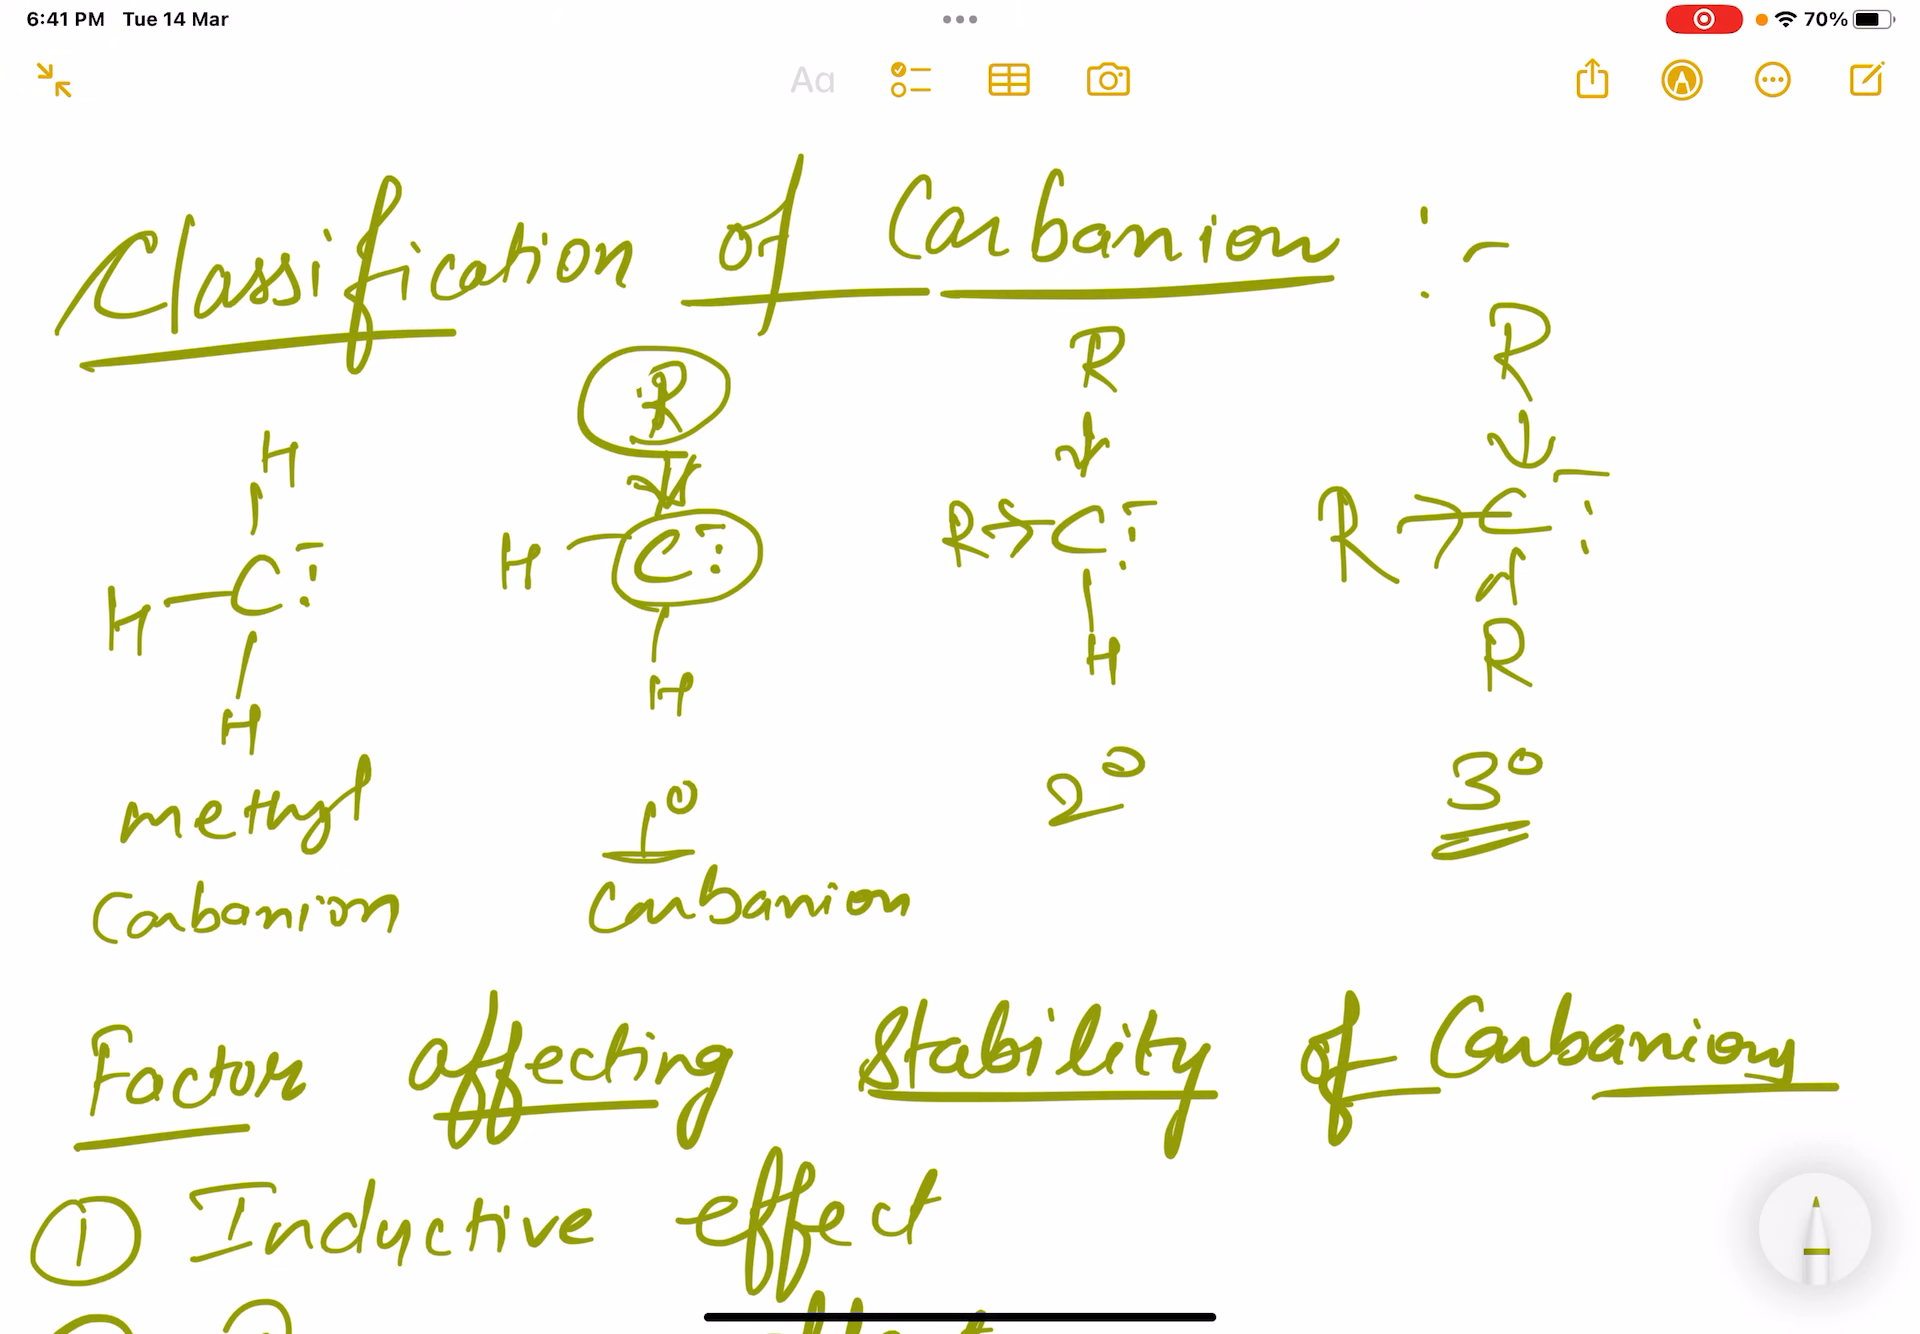 6:41 PM Tue 14 Mar
70%
Aa
Classification of Carbanion :-
R R R
H
H C:⁻ H C:⁻ R C:⁻ R C:⁻
H H H R
methyl 1° 2° 3°
Carbanion Carbanion
Factor affecting Stability of Carbanion
① Inductive effect